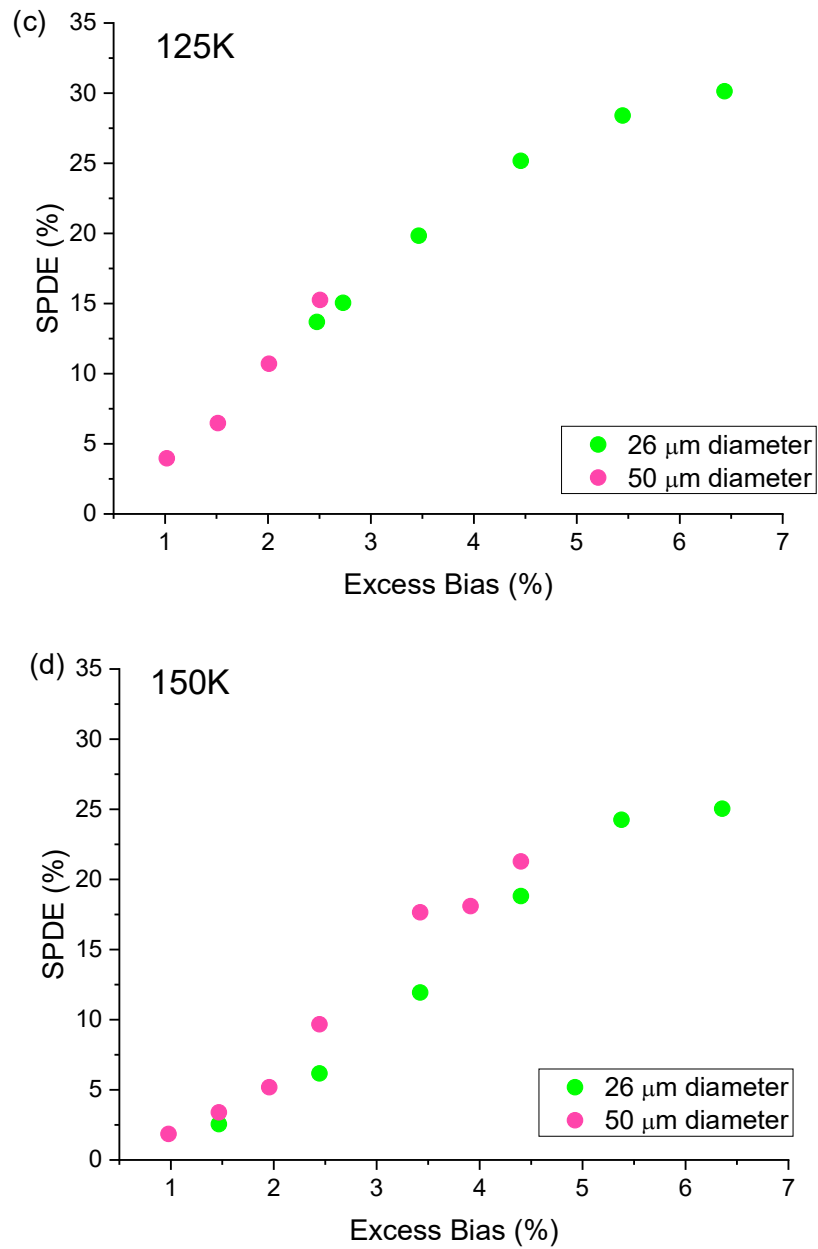 (c)
125K
35
30
25
20
15
10
5
0
SPDE (%)
26 μm diameter
50 μm diameter
1 2 3 4 5 6 7
Excess Bias (%)
(d)
150K
35
30
25
20
15
10
5
0
SPDE (%)
26 μm diameter
50 μm diameter
1 2 3 4 5 6 7
Excess Bias (%)